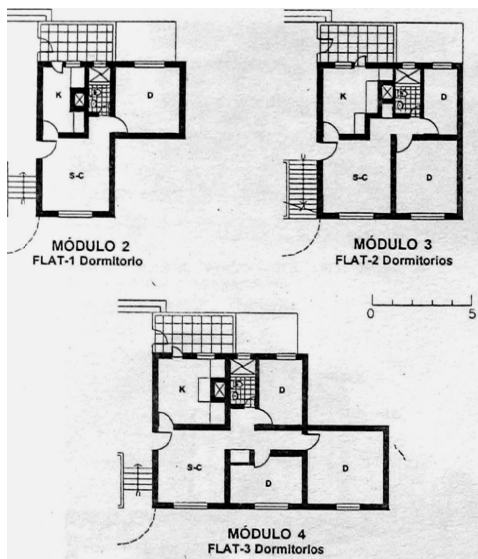 K
D
S-C
MÓDULO 2
FLAT-1 Dormitorio
K
D
S-C
D
MÓDULO 3
FLAT-2 Dormitorios
0 5
K
D
S-C
D
D
MÓDULO 4
FLAT-3 Dormitorios